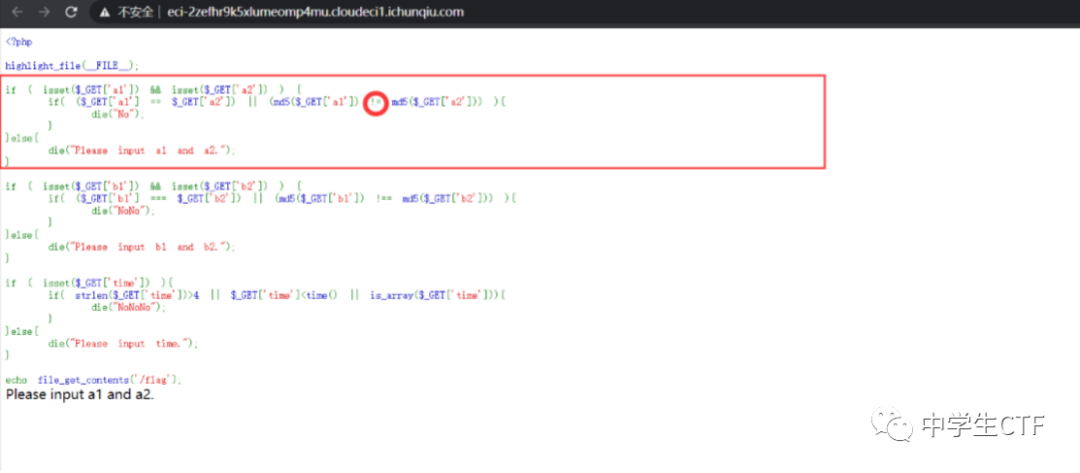 不安全 | eci-2zefhr9k5xlumeomp4mu.cloudeci1.ichunqiu.com
<?php
highlight_file(__FILE__);
if ( isset($_GET['a1']) && isset($_GET['a2']) ) {
if( ($_GET['a1'] == $_GET['a2']) || (md5($_GET['a1']) != md5($_GET['a2'])) ){
die("No");
}
}else{
die("Please input a1 and a2.");
}
if ( isset($_GET['b1']) && isset($_GET['b2']) ) {
if( ($_GET['b1'] === $_GET['b2']) || (md5($_GET['b1']) !== md5($_GET['b2'])) ){
die("NoNo");
}
}else{
die("Please input b1 and b2.");
}
if ( isset($_GET['time']) ){
if( strlen($_GET['time'])>4 || $_GET['time']<time() || is_array($_GET['time'])){
die("NoNoNo");
}
}else{
die("Please input time.");
}
echo file_get_contents('/flag');
Please input a1 and a2.
中学生CTF